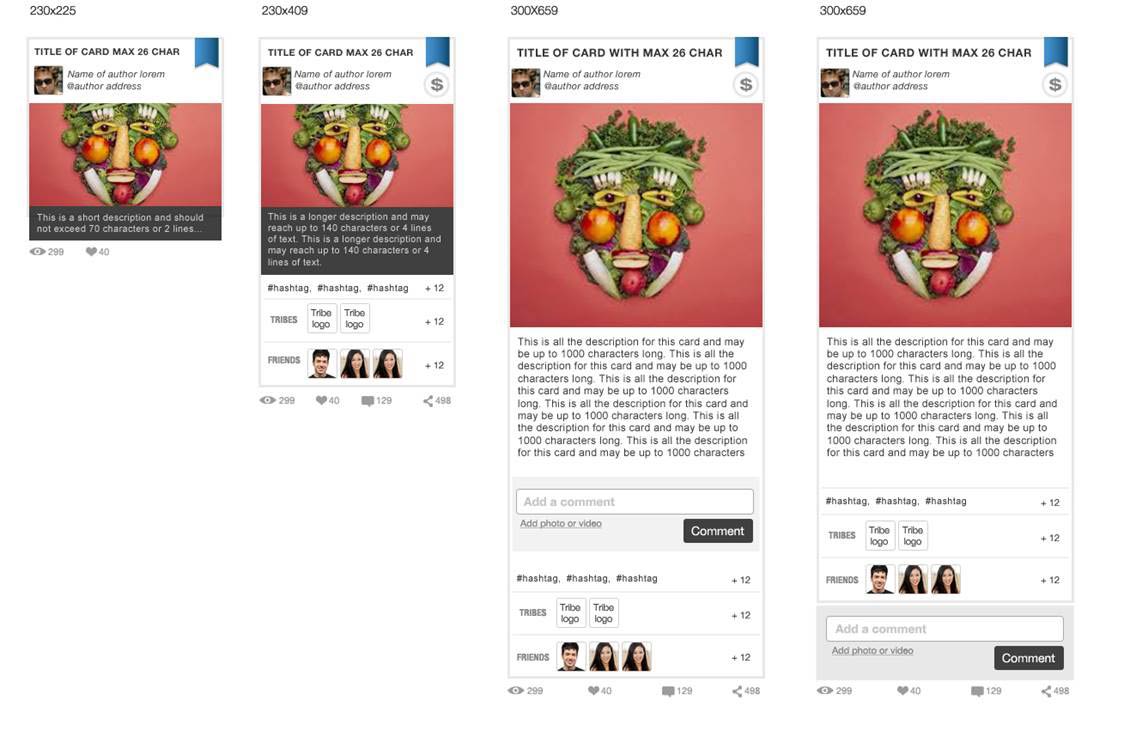 230x225
TITLE OF CARD MAX 26 CHAR
Name of author lorem
@author address
This is a short description and should
not exceed 70 characters or 2 lines...
299 40
230x409
TITLE OF CARD MAX 26 CHAR
Name of author lorem
@author address
$
This is a longer description and may
reach up to 140 characters or 4 lines
of text. This is a longer description and
may reach up to 140 characters or 4
lines of text.
#hashtag, #hashtag, #hashtag + 12
TRIBES Tribe logo Tribe logo + 12
FRIENDS + 12
299 40 129 498
300X659
TITLE OF CARD WITH MAX 26 CHAR
Name of author lorem
@author address
$
This is all the description for this card and may
be up to 1000 characters long. This is all the
description for this card and may be up to 1000
characters long. This is all the description for
this card and may be up to 1000 characters
long. This is all the description for this card and
may be up to 1000 characters long. This is all
the description for this card and may be up to
1000 characters long. This is all the description
for this card and may be up to 1000 characters
Add a comment
Add photo or video
Comment
#hashtag, #hashtag, #hashtag + 12
TRIBES Tribe logo Tribe logo + 12
FRIENDS + 12
299 40 129 498
300x659
TITLE OF CARD WITH MAX 26 CHAR
Name of author lorem
@author address
$
This is all the description for this card and may
be up to 1000 characters long. This is all the
description for this card and may be up to 1000
characters long. This is all the description for
this card and may be up to 1000 characters
long. This is all the description for this card and
may be up to 1000 characters long. This is all
the description for this card and may be up to
1000 characters long. This is all the description
for this card and may be up to 1000 characters
#hashtag, #hashtag, #hashtag + 12
TRIBES Tribe logo Tribe logo + 12
FRIENDS + 12
Add a comment
Add photo or video
Comment
299 40 129 498